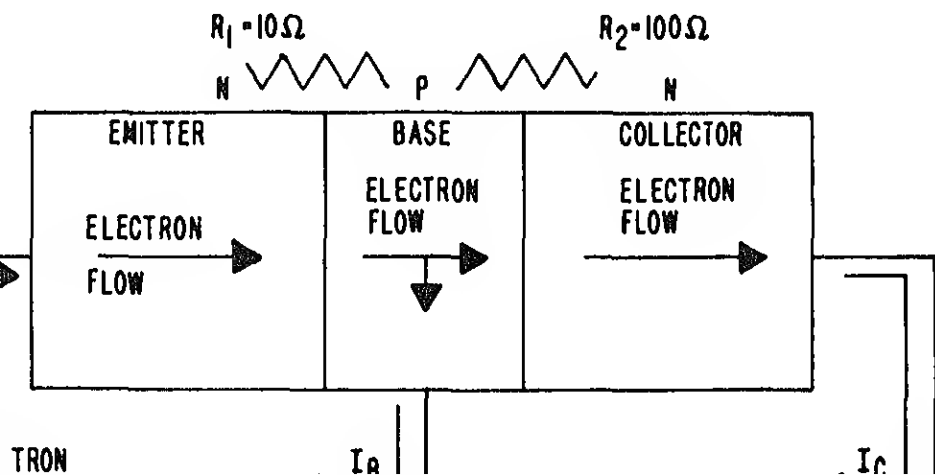 R1=10Ω
R2=100Ω
N
P
N
EMITTER
BASE
COLLECTOR
ELECTRON
FLOW
ELECTRON
FLOW
ELECTRON
FLOW
TRON
IB
IC